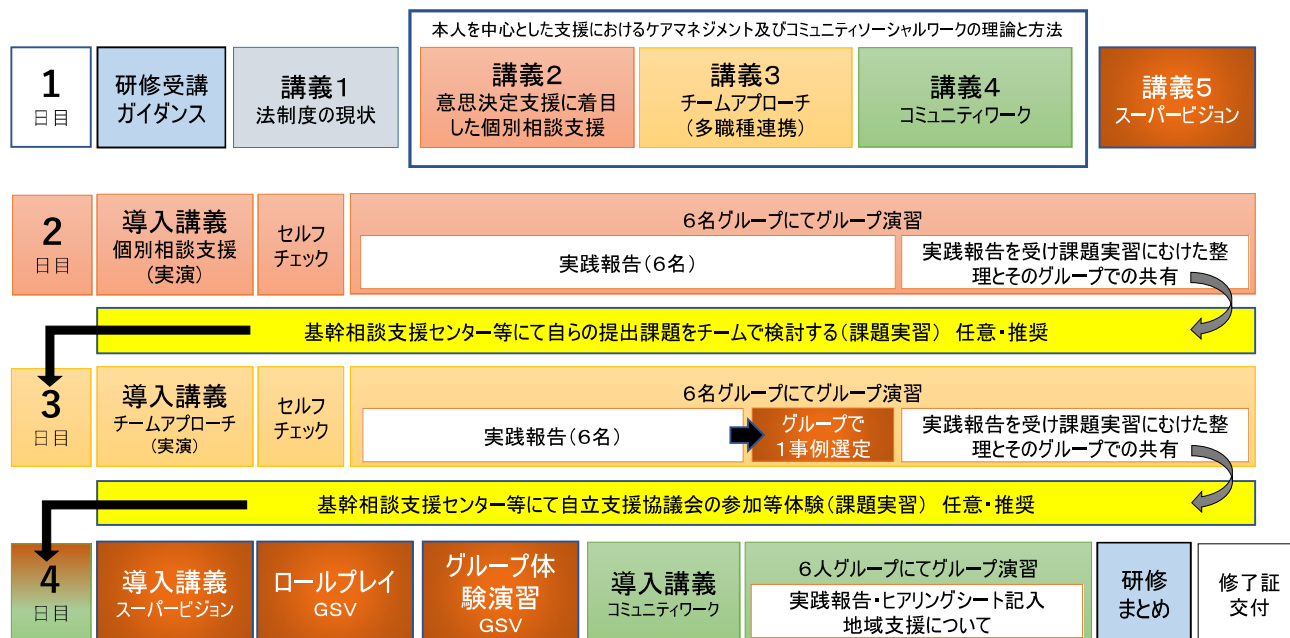 1
日目
研修受講
ガイダンス
講義1
法制度の現状
本人を中心とした支援におけるケアマネジメント及びコミュニティソーシャルワークの理論と方法
講義2
意思決定支援に着目
した個別相談支援
講義3
チームアプローチ
(多職種連携)
講義4
コミュニティワーク
講義5
スーパービジョン
2
日目
導入講義
個別相談支援
(実演)
セルフ
チェック
6名グループにてグループ演習
実践報告(6名)
実践報告を受け課題実習にむけた整
理とそのグループでの共有
基幹相談支援センター等にて自らの提出課題をチームで検討する(課題実習) 任意・推奨
3
日目
導入講義
チームアプローチ
(実演)
セルフ
チェック
6名グループにてグループ演習
実践報告(6名)
グループで
1事例選定
実践報告を受け課題実習にむけた整
理とそのグループでの共有
基幹相談支援センター等にて自立支援協議会の参加等体験(課題実習) 任意・推奨
4
日目
導入講義
スーパービジョン
ロールプレイ
GSV
グループ体
験演習
GSV
導入講義
コミュニティワーク
6人グループにてグループ演習
実践報告・ヒアリングシート記入
地域支援について
研修
まとめ
修了証
交付